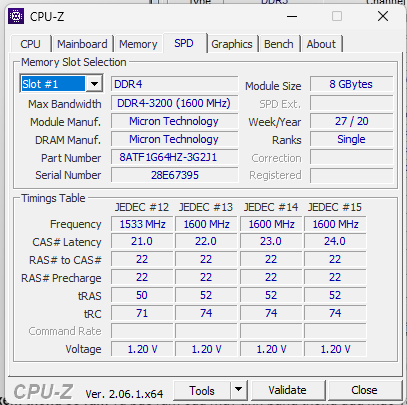 CPU-Z
CPU Mainboard Memory SPD Graphics Bench About
Memory Slot Selection
Slot #1 DDR4 Module Size 8 GBytes
Max Bandwidth DDR4-3200 (1600 MHz) SPD Ext.
Module Manuf. Micron Technology Week/Year 27 / 20
DRAM Manuf. Micron Technology Ranks Single
Part Number 8ATF1G64HZ-3G2J1 Correction
Serial Number 28E67395 Registered
Timings Table
JEDEC #12 JEDEC #13 JEDEC #14 JEDEC #15
Frequency 1533 MHz 1600 MHz 1600 MHz 1600 MHz
CAS# Latency 21.0 22.0 23.0 24.0
RAS# to CAS# 22 22 22 22
RAS# Precharge 22 22 22 22
tRAS 50 52 52 52
tRC 71 74 74 74
Command Rate
Voltage 1.20 V 1.20 V 1.20 V 1.20 V
CPU-Z Ver. 2.06.1.x64 Tools Validate Close